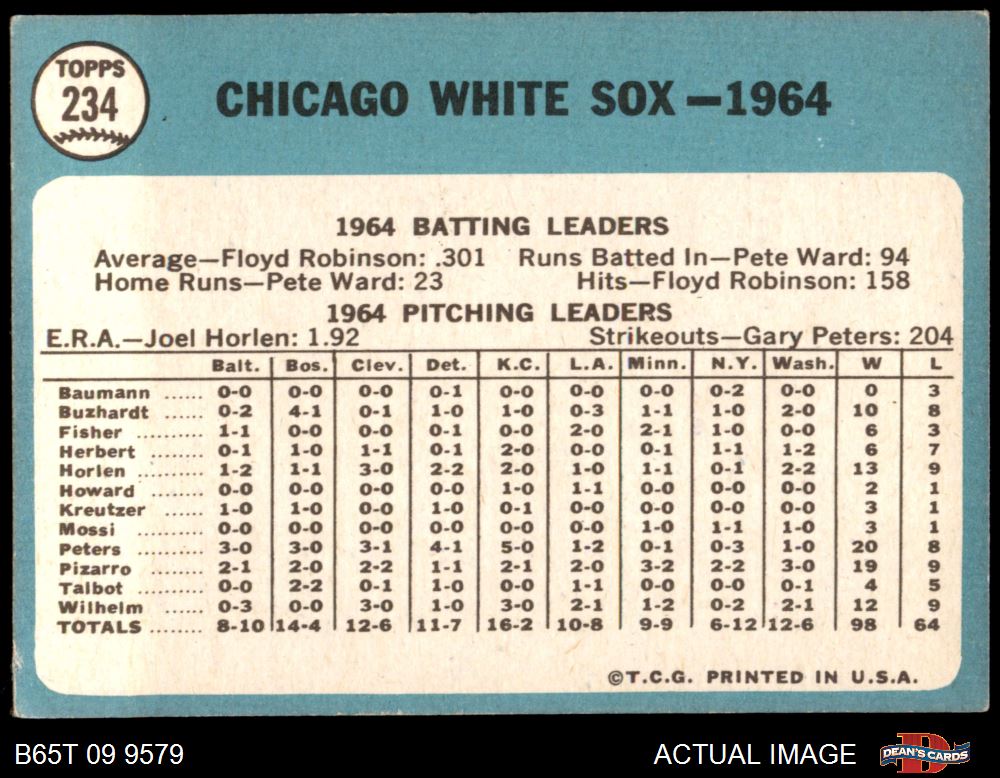 TOPPS
234
CHICAGO WHITE SOX—1964
1964 BATTING LEADERS
Average—Floyd Robinson: .301 Runs Batted In—Pete Ward: 94
Home Runs—Pete Ward: 23 Hits—Floyd Robinson: 158
1964 PITCHING LEADERS
E.R.A.—Joel Horlen: 1.92 Strikeouts—Gary Peters: 204
Balt. Bos. Clev. Det. K.C. L.A. Minn. N.Y. Wash. W L
Baumann ...... 0-0 0-0 0-0 0-1 0-0 0-0 0-0 0-2 0-0 0 3
Buzhardt ...... 0-2 4-1 0-1 1-0 1-0 0-3 1-1 1-0 2-0 10 8
Fisher .......... 1-1 0-0 0-0 0-1 0-0 2-0 2-1 1-0 0-0 6 3
Herbert ........ 0-1 1-0 1-1 0-1 2-0 0-0 0-1 1-1 1-2 6 7
Horlen .......... 1-2 1-1 3-0 2-2 2-0 1-0 1-1 0-1 2-2 13 9
Howard ........ 0-0 0-0 0-0 0-0 1-0 1-1 0-0 0-0 0-0 2 1
Kreutzer ...... 1-0 1-0 0-0 1-0 0-1 0-0 0-0 0-0 0-0 3 1
Mossi .......... 0-0 0-0 0-0 0-0 0-0 0-0 1-0 1-1 1-0 3 1
Peters .......... 3-0 3-0 3-1 4-1 5-0 1-2 0-1 0-3 1-0 20 8
Pizarro ........ 2-1 2-0 2-2 1-1 2-1 2-0 3-2 2-2 3-0 19 9
Talbot .......... 0-0 2-2 0-1 1-0 0-0 1-1 0-0 0-0 0-1 4 5
Wilhelm ...... 0-3 0-0 3-0 1-0 3-0 2-1 1-2 0-2 2-1 12 9
TOTALS ........ 8-10 14-4 12-6 11-7 16-2 10-8 9-9 6-12 12-6 98 64
©T.C.G. PRINTED IN U.S.A.
B65T 09 9579 ACTUAL IMAGE DEAN'S CARDS